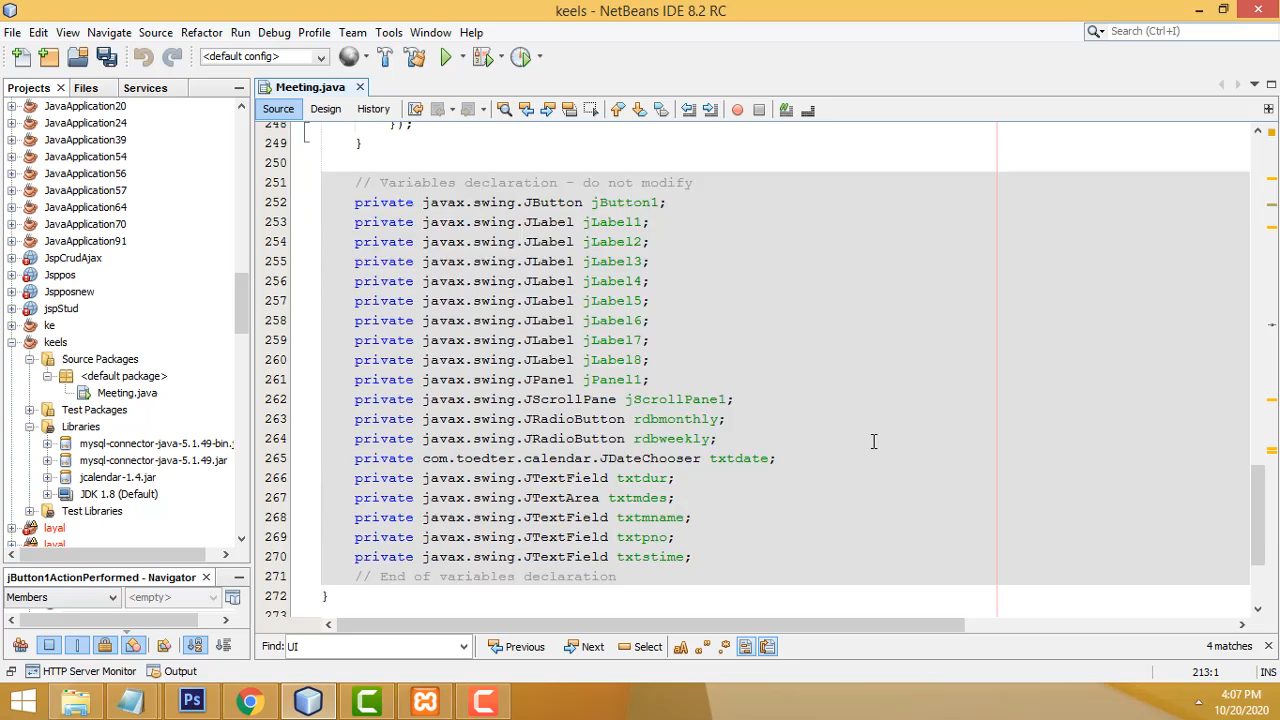 keels - NetBeans IDE 8.2 RC
File Edit View Navigate Source Refactor Run Debug Profile Team Tools Window Help
Search (Ctrl+I)
<default config>
Projects Files Services
Meeting.java
Source Design History
JavaApplication20
JavaApplication24
JavaApplication39
JavaApplication54
JavaApplication56
JavaApplication57
JavaApplication64
JavaApplication70
JavaApplication91
JspCrudAjax
Jsppos
Jspposnew
jspStud
ke
keels
Source Packages
<default package>
Meeting.java
Test Packages
Libraries
mysql-connector-java-5.1.49-bin.j
mysql-connector-java-5.1.49.jar
jcalendar-1.4.jar
JDK 1.8 (Default)
Test Libraries
layal
248 });
249 }
250
251 // Variables declaration - do not modify
252 private javax.swing.JButton jButton1;
253 private javax.swing.JLabel jLabel1;
254 private javax.swing.JLabel jLabel2;
255 private javax.swing.JLabel jLabel3;
256 private javax.swing.JLabel jLabel4;
257 private javax.swing.JLabel jLabel5;
258 private javax.swing.JLabel jLabel6;
259 private javax.swing.JLabel jLabel7;
260 private javax.swing.JLabel jLabel8;
261 private javax.swing.JPanel jPanel1;
262 private javax.swing.JScrollPane jScrollPane1;
263 private javax.swing.JRadioButton rdbmonthly;
264 private javax.swing.JRadioButton rdbweekly;
265 private com.toedter.calendar.JDateChooser txtdate;
266 private javax.swing.JTextField txtdur;
267 private javax.swing.JTextArea txtmdes;
268 private javax.swing.JTextField txtmname;
269 private javax.swing.JTextField txtpno;
270 private javax.swing.JTextField txtstime;
271 // End of variables declaration
272 }
jButton1ActionPerformed - Navigator
Members <empty>
Find: UI Previous Next Select 4 matches
HTTP Server Monitor Output 213:1 INS
Ps
4:07 PM
10/20/2020